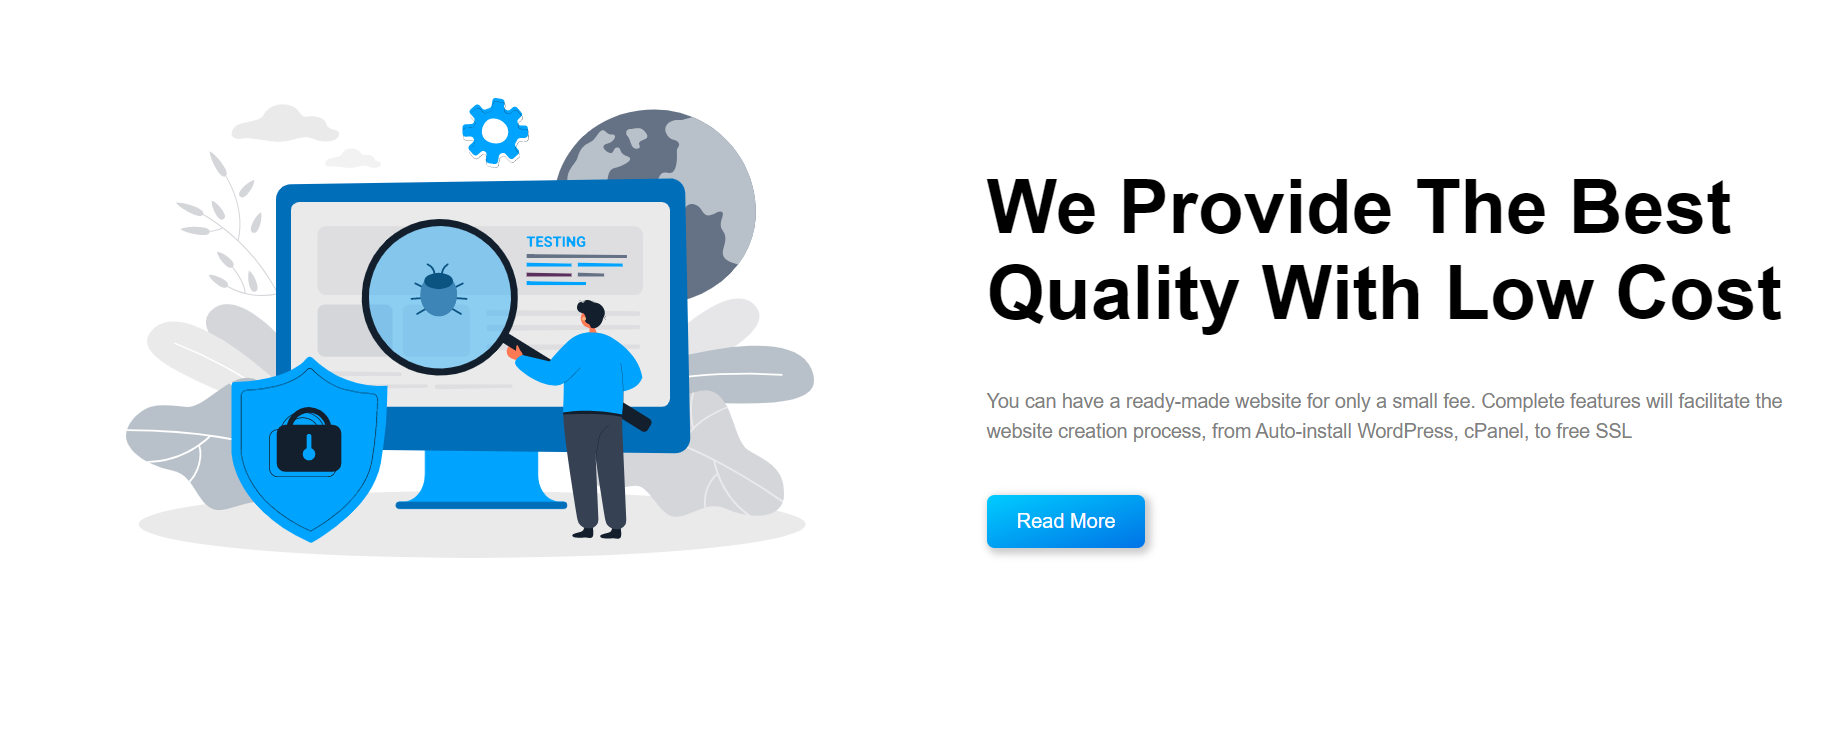 TESTING
We Provide The Best
Quality With Low Cost
You can have a ready-made website for only a small fee. Complete features will facilitate the
website creation process, from Auto-install WordPress, cPanel, to free SSL
Read More